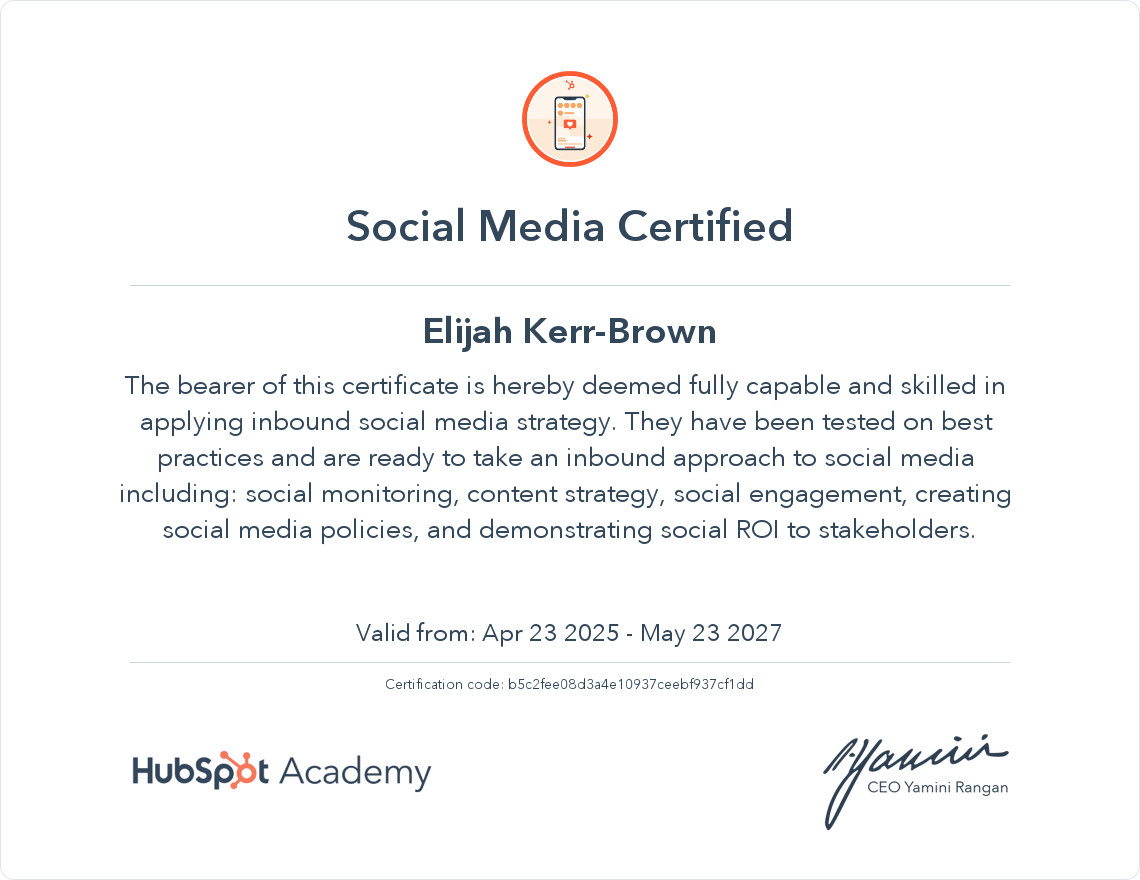 Social Media Certified
Elijah Kerr-Brown
The bearer of this certificate is hereby deemed fully capable and skilled in
applying inbound social media strategy. They have been tested on best
practices and are ready to take an inbound approach to social media
including: social monitoring, content strategy, social engagement, creating
social media policies, and demonstrating social ROI to stakeholders.
Valid from: Apr 23 2025 - May 23 2027
Certification code: b5c2fee08d3a4e10937ceebf937cf1dd
HubSpot Academy
Yamini
CEO Yamini Rangan